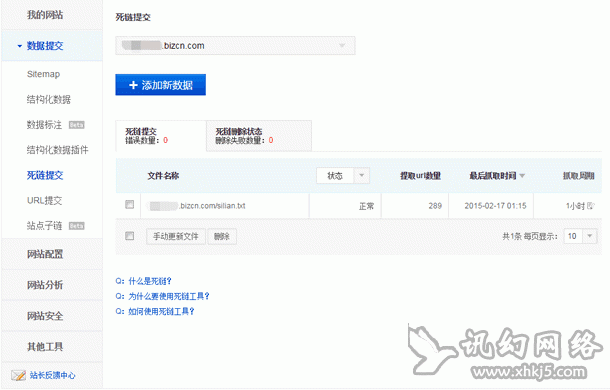 我的网站
数据提交
Sitemap
结构化数据
数据标注 Beta
结构化数据插件
死链提交
URL提交
站点子链 Beta
网站配置
网站分析
网站安全
其他工具
站长反馈中心
死链提交
.bizcn.com
+ 添加新数据
死链提交
错误数量：0
死链删除状态
删除失败数量：0
文件名称 状态 提取url数量 最后抓取时间 抓取周期
.bizcn.com/silian.txt 正常 289 2015-02-17 01:15 1小时
手动更新文件 删除 共1条 每页显示： 10
Q：什么是死链？
Q：为什么要使用死链工具？
Q：如何使用死链工具？
讯幻网络
www.xhkj5.com